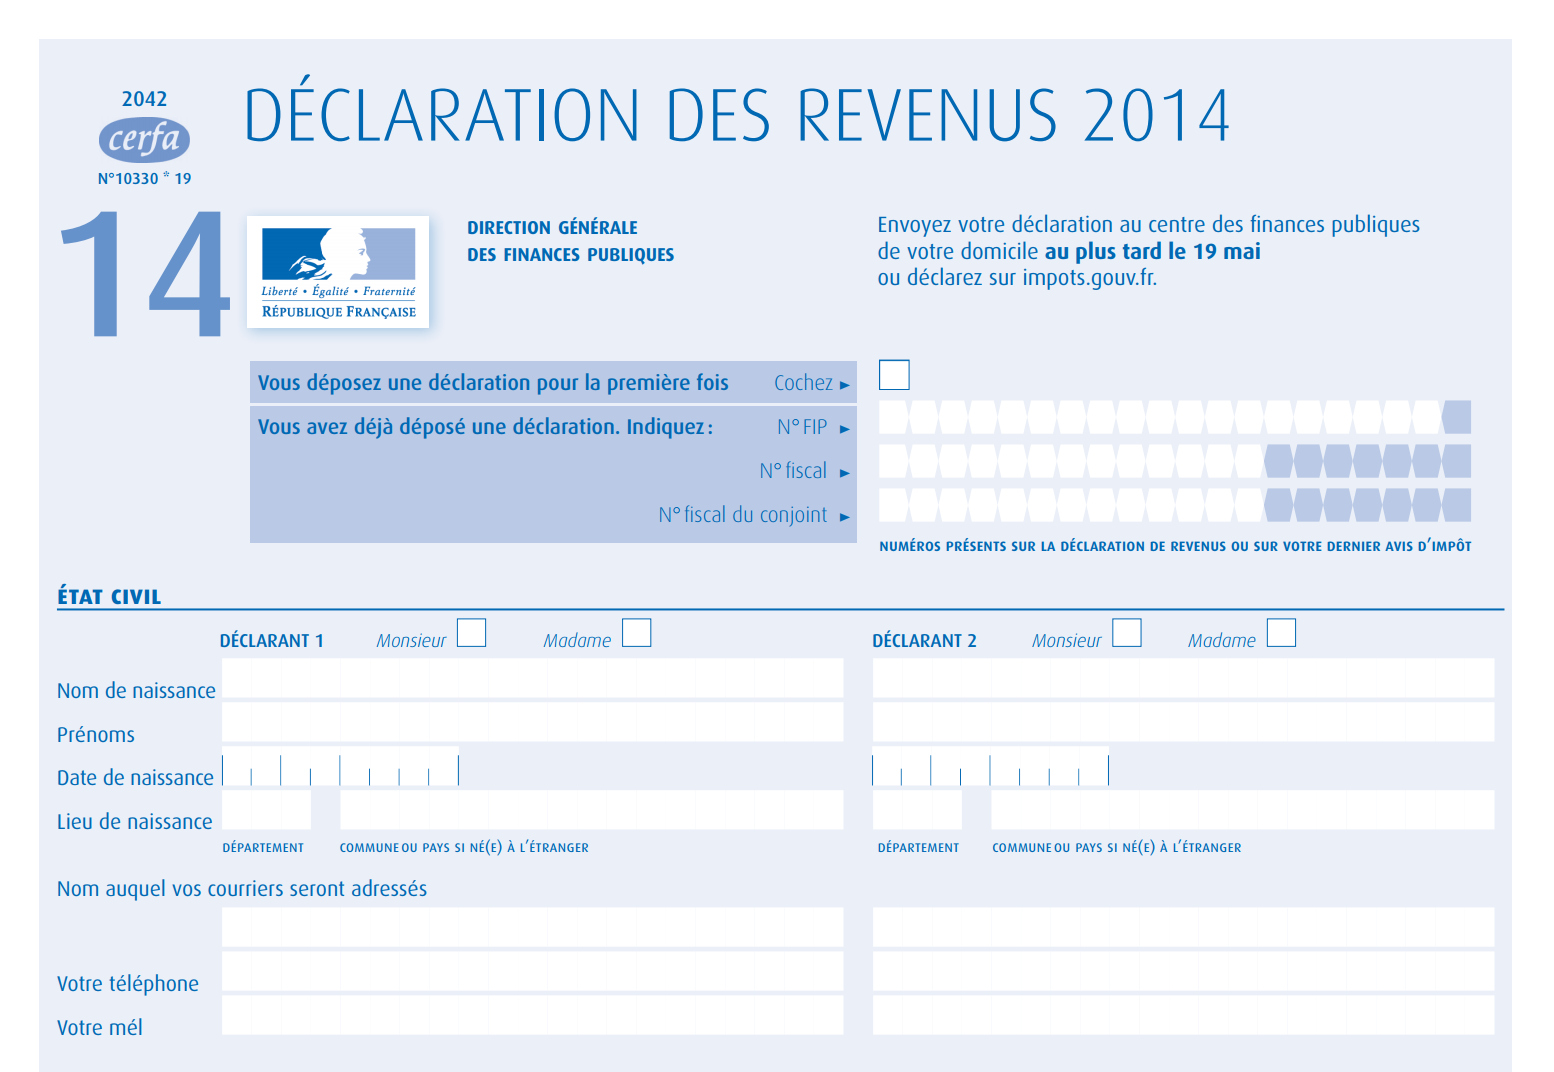 2042
cerfa
N°10330 * 19
DÉCLARATION DES REVENUS 2014
14
Liberté • Égalité • Fraternité
RÉPUBLIQUE FRANÇAISE
DIRECTION GÉNÉRALE
DES FINANCES PUBLIQUES
Envoyez votre déclaration au centre des finances publiques
de votre domicile au plus tard le 19 mai
ou déclarez sur impots.gouv.fr.
Vous déposez une déclaration pour la première fois Cochez ►
Vous avez déjà déposé une déclaration. Indiquez : N° FIP ►
N° fiscal ►
N° fiscal du conjoint ►
NUMÉROS PRÉSENTS SUR LA DÉCLARATION DE REVENUS OU SUR VOTRE DERNIER AVIS D'IMPÔT
ÉTAT CIVIL
DÉCLARANT 1 Monsieur Madame DÉCLARANT 2 Monsieur Madame
Nom de naissance
Prénoms
Date de naissance
Lieu de naissance
DÉPARTEMENT COMMUNE OU PAYS SI NÉ(E) À L'ÉTRANGER DÉPARTEMENT COMMUNE OU PAYS SI NÉ(E) À L'ÉTRANGER
Nom auquel vos courriers seront adressés
Votre téléphone
Votre mél